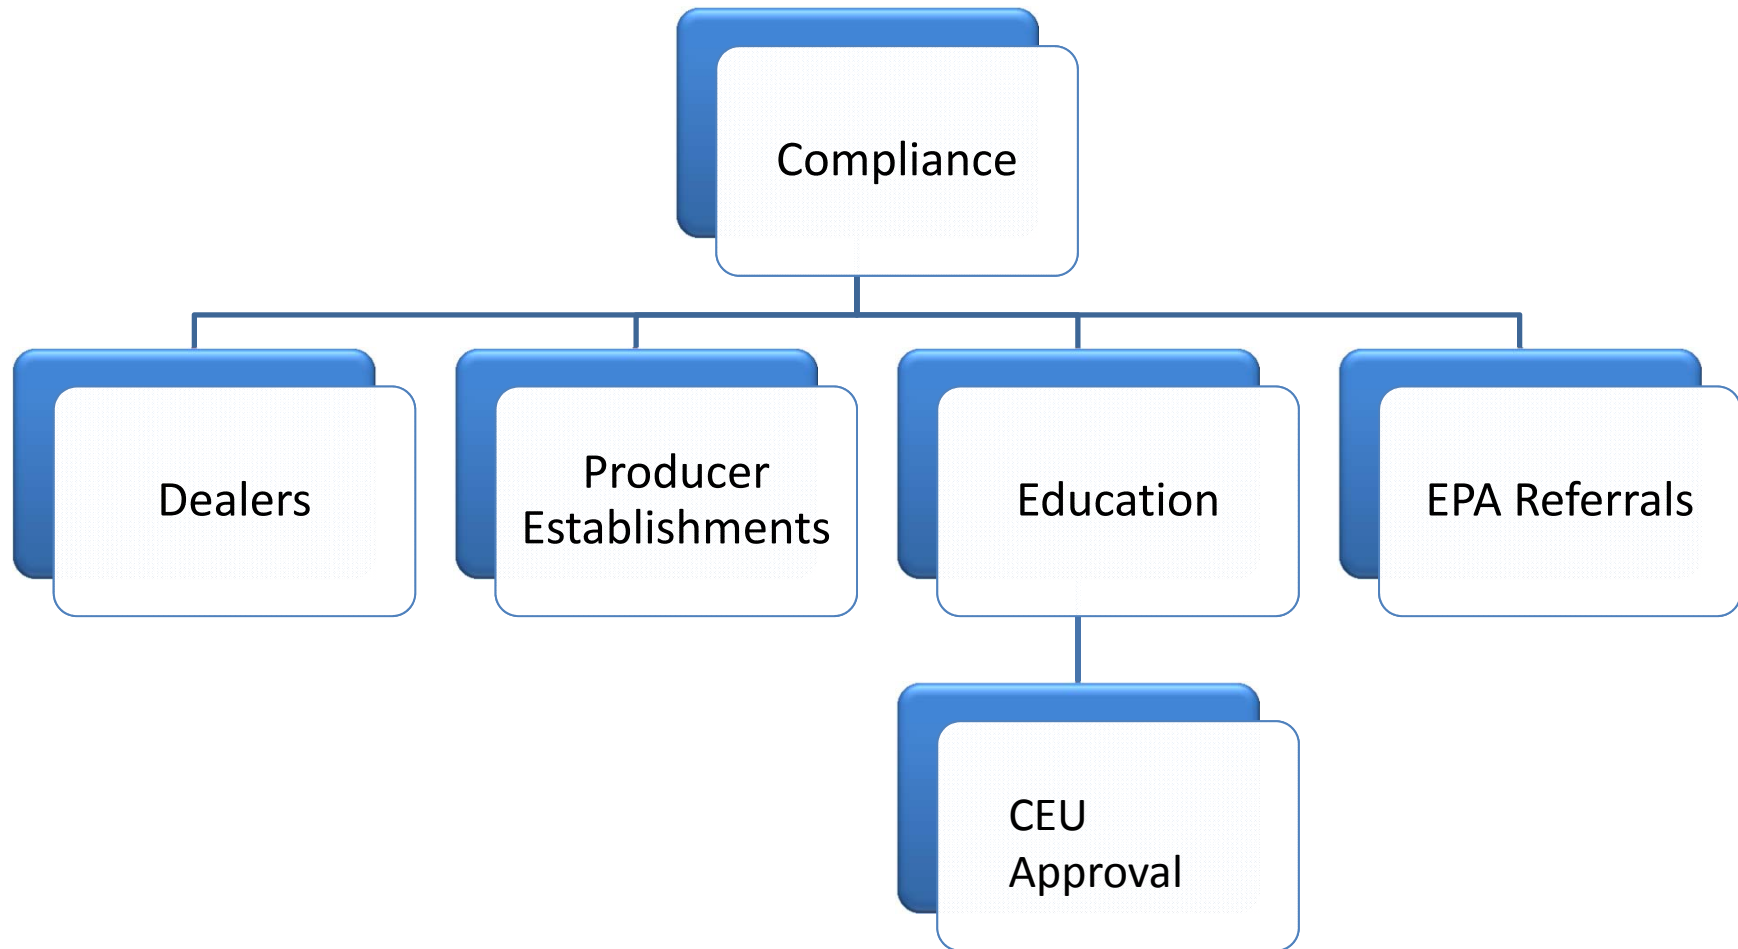 Compliance
Dealers
Producer
Establishments
Education
EPA Referrals
CEU
Approval